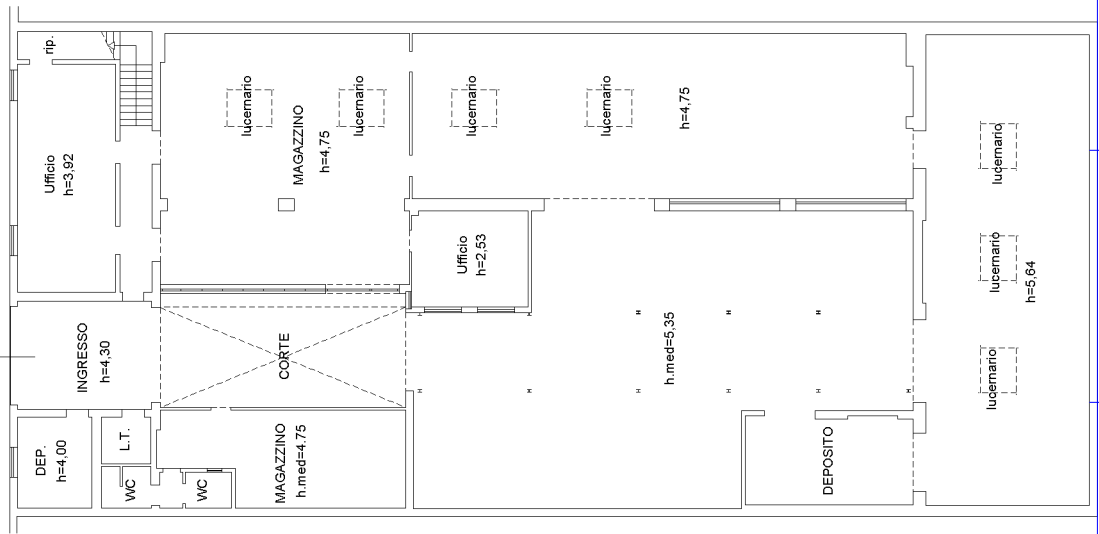 rip.
Ufficio
h=3,92
lucernario
lucernario
MAGAZZINO
h=4,75
lucernario
lucernario
h=4,75
lucernario
lucernario
lucernario
h=5,64
Ufficio
h=2,53
INGRESSO
h=4,30
CORTE
h.med=5,35
DEP.
h=4,00
L.T.
WC
WC
MAGAZZINO
h.med=4.75
DEPOSITO